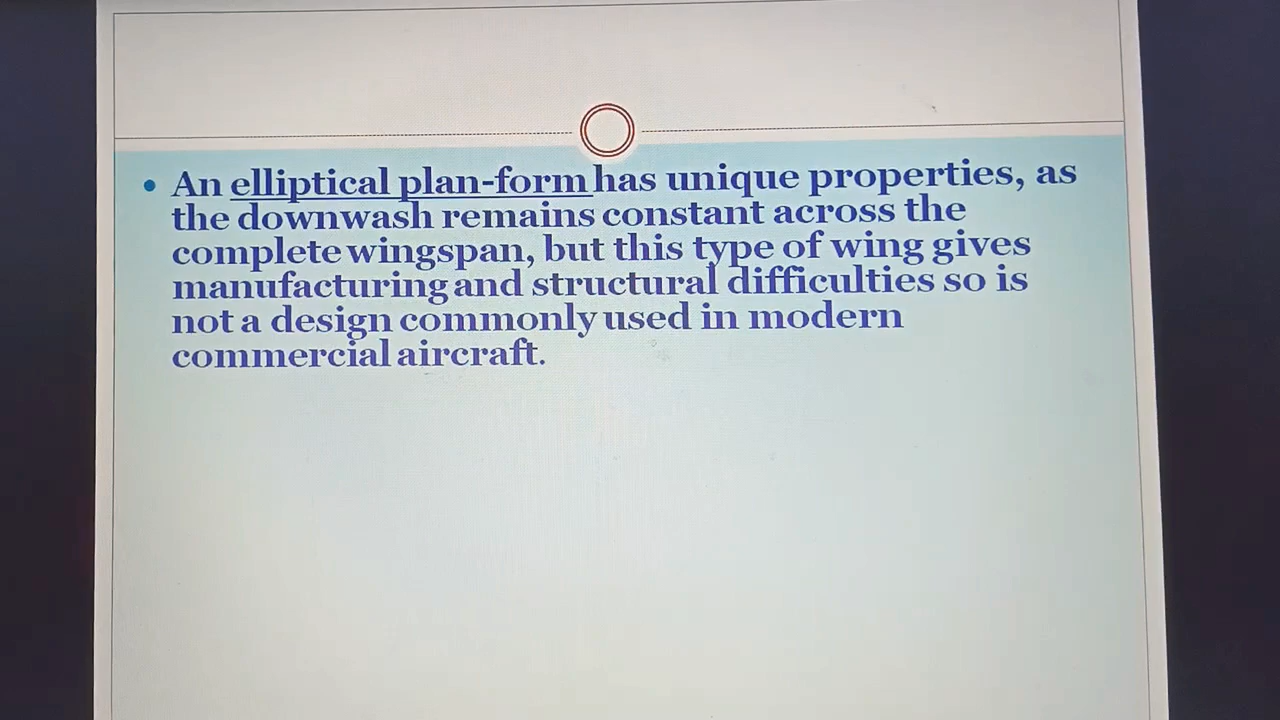 • An elliptical plan-form has unique properties, as
the downwash remains constant across the
complete wingspan, but this type of wing gives
manufacturing and structural difficulties so is
not a design commonly used in modern
commercial aircraft.